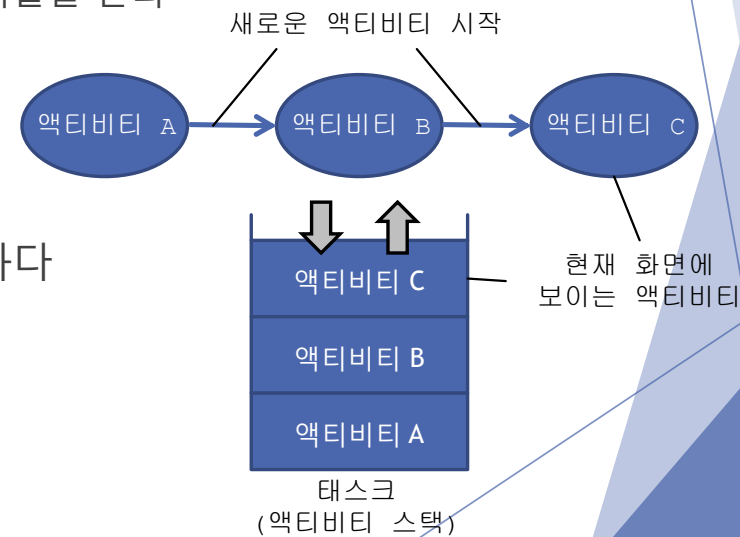 새로운 액티비티 시작
액티비티 A
액티비티 B
액티비티 C
현재 화면에
보이는 액티비티
액티비티 C
액티비티 B
액티비티 A
태스크
(액티비티 스택)